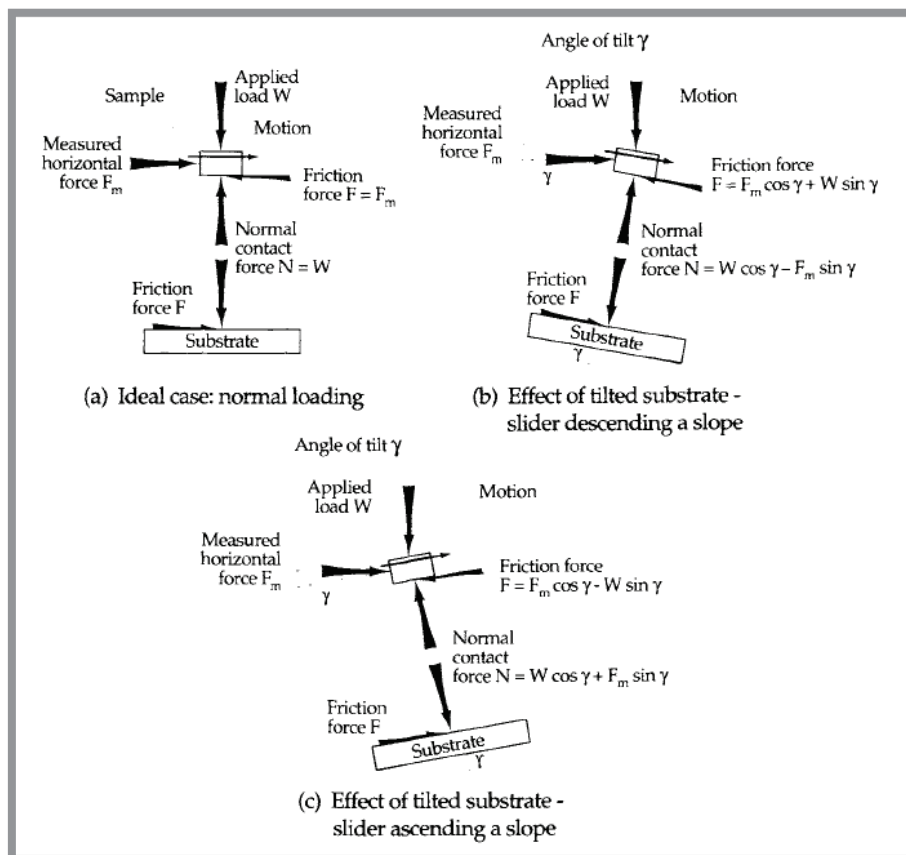 Sample
Applied
load W
Motion
Measured
horizontal
force Fₘ
Friction
force F = Fₘ
Normal
contact
force N = W
Friction
force F
Substrate
(a) Ideal case: normal loading
Angle of tilt γ
Applied
load W
Motion
Measured
horizontal
force Fₘ
γ
Friction force
F = Fₘ cos γ + W sin γ
Normal
contact
force N = W cos γ – Fₘ sin γ
Friction
force F
Substrate
γ
(b) Effect of tilted substrate -
slider descending a slope
Angle of tilt γ
Applied
load W
Motion
Measured
horizontal
force Fₘ
γ
Friction force
F = Fₘ cos γ - W sin γ
Normal
contact
force N = W cos γ + Fₘ sin γ
Friction
force F
Substrate
γ
(c) Effect of tilted substrate -
slider ascending a slope